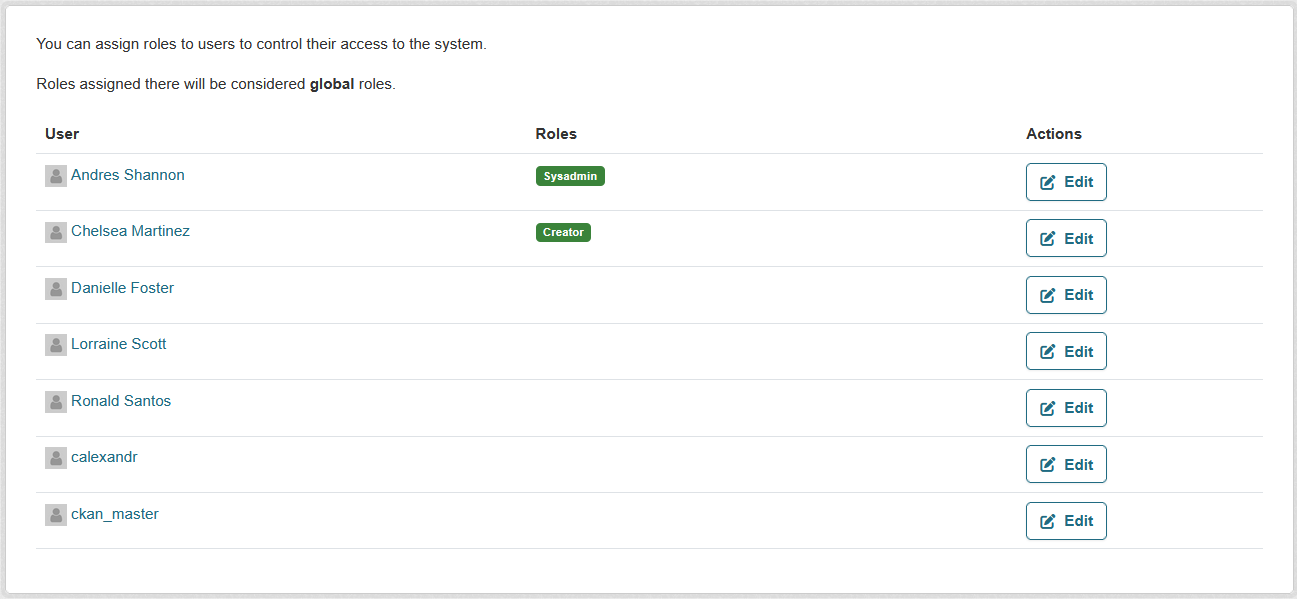 You can assign roles to users to control their access to the system.
Roles assigned there will be considered global roles.
User Roles Actions
Andres Shannon Sysadmin Edit
Chelsea Martinez Creator Edit
Danielle Foster Edit
Lorraine Scott Edit
Ronald Santos Edit
calexandr Edit
ckan_master Edit